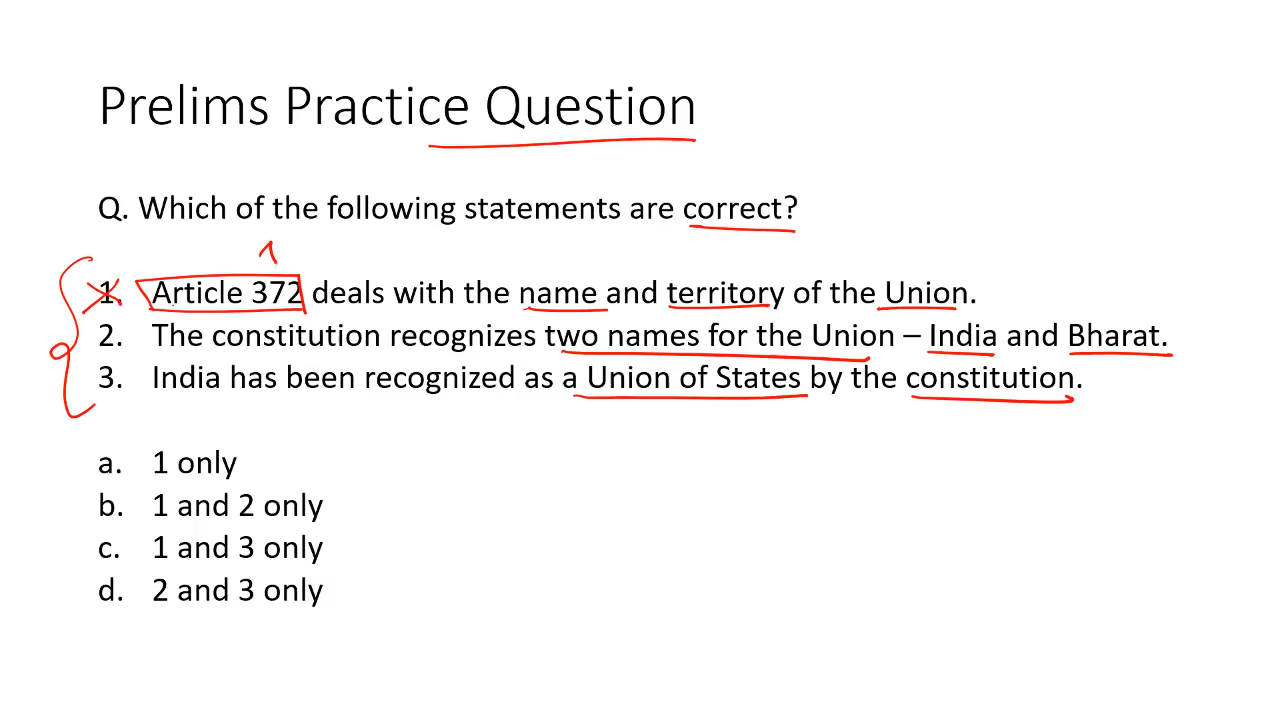 Prelims Practice Question
Q. Which of the following statements are correct?
1
1. Article 372 deals with the name and territory of the Union.
2. The constitution recognizes two names for the Union – India and Bharat.
3. India has been recognized as a Union of States by the constitution.
a. 1 only
b. 1 and 2 only
c. 1 and 3 only
d. 2 and 3 only